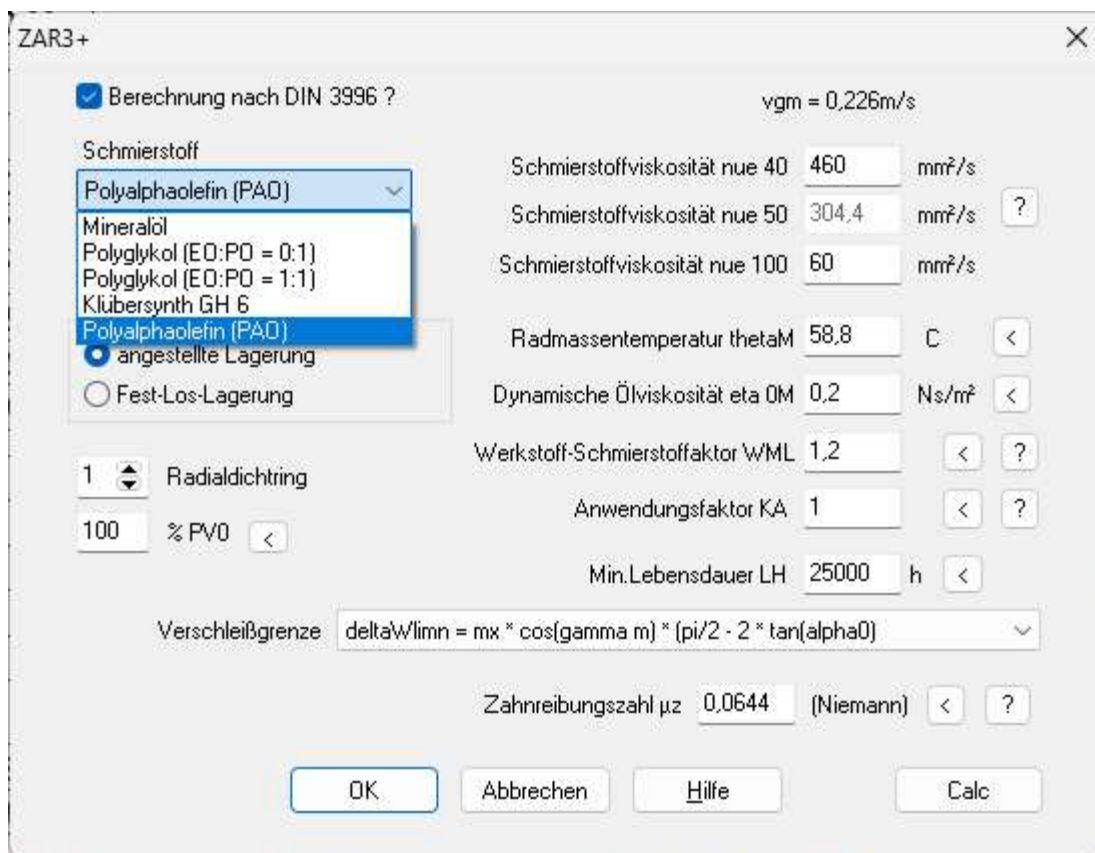 ZAR3+
Berechnung nach DIN 3996 ?
vgm = 0,226m/s
Schmierstoff
Polyalphaolefin (PAO)
Mineralöl
Polyglykol (EO:PO = 0:1)
Polyglykol (EO:PO = 1:1)
Klübersynth GH 6
Polyalphaolefin (PAO)
angestellte Lagerung
Fest-Los-Lagerung
1 Radialdichtring
100 % PV0 <
Schmierstoffviskosität nue 40 460 mm²/s
Schmierstoffviskosität nue 50 304,4 mm²/s ?
Schmierstoffviskosität nue 100 60 mm²/s
Radmassentemperatur thetaM 58,8 C <
Dynamische Ölviskosität eta 0M 0,2 Ns/m² <
Werkstoff-Schmierstoffaktor WML 1,2 < ?
Anwendungsfaktor KA 1 < ?
Min.Lebensdauer LH 25000 h <
Verschleißgrenze deltaWlimn = mx * cos(gamma m) * (pi/2 - 2 * tan(alpha0)
Zahnreibungszahl µz 0,0644 (Niemann) < ?
OK Abbrechen Hilfe Calc